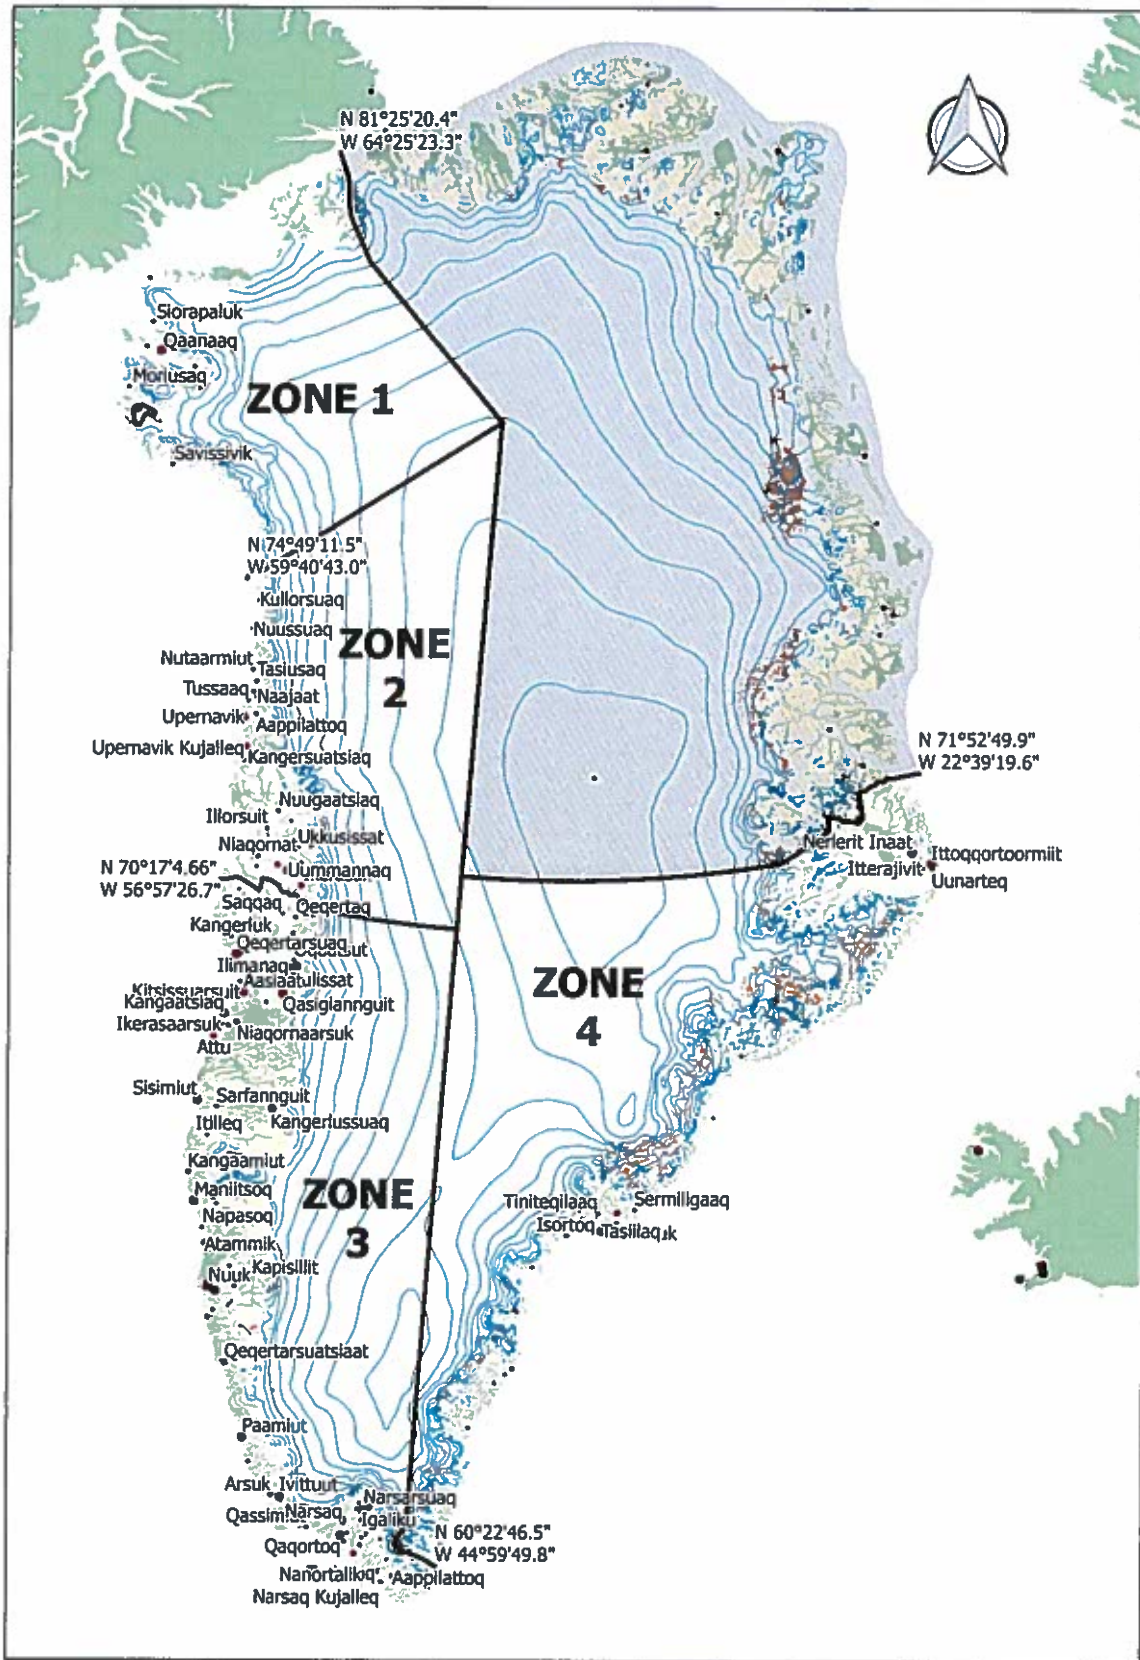 N 81°25'20.4"
W 64°25'23.3"
Siorapaluk
Qaanaaq
Moriusaq
ZONE 1
Savissivik
N 74°49'11.5"
W 59°40'43.0"
Kullorsuaq
Nuussuaq
ZONE
2
Nutaarmiut
Tasiusaq
Tussaaq
Naajaat
Upernavik
Aappilattoq
Upernavik Kujalleq
Kangersuatsiaq
N 71°52'49.9"
W 22°39'19.6"
Nuugaatsiaq
Illorsuit
Ukkusissat
Niaqornat
Nerlerit Inaat
Ittoqqortoormiit
Itterajivit
Uunarteq
N 70°17'4.66"
W 56°57'26.7"
Uummannaq
Saqqaq
Qeqertaq
Kangerluk
Qeqertarsuaq
Ilimanaq
Kitsissuarsuit
Qasigiannguit
Kangaatsiaq
Ikerasaarsuk
Niaqornaarsuk
Attu
ZONE
4
Sisimiut
Sarfannguit
Itilleq
Kangerlussuaq
Kangaamiut
Maniitsoq
ZONE
3
Napasoq
Atammik
Kapisillit
Nuuk
Tiniteqilaaq
Sermiligaaq
Isortoq
Tasiilaq
Qeqertarsuatsiaat
Paamiut
Arsuk
Ivittuut
Narsarsuaq
Narsaq
Igaliku
Qaqortoq
N 60°22'46.5"
W 44°59'49.8"
Nanortalik
Aappilattoq
Narsaq Kujalleq